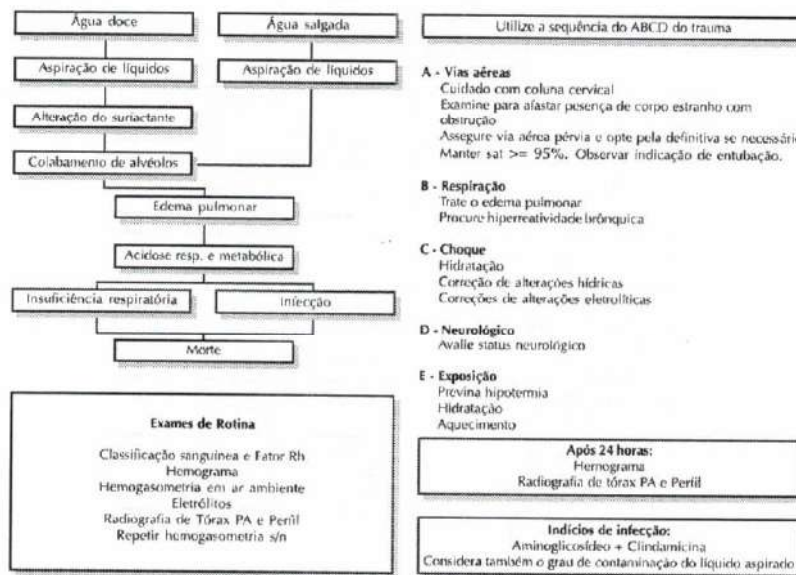 Água doce
Água salgada
Aspiração de líquidos
Aspiração de líquidos
Alteração do surfactante
Colabamento de alvéolos
Edema pulmonar
Acidose resp. e metabólica
Insuficiência respiratória
Infecção
Morte
Exames de Rotina
Classificação sanguínea e Fator Rh
Hemograma
Hemogasometria em ar ambiente
Eletrólitos
Radiografia de Tórax PA e Perfil
Repetir hemogasometria s/n
Utilize a sequência do ABCD do trauma
A - Vias aéreas
Cuidado com coluna cervical
Examine para afastar pesença de corpo estranho com
obstrução
Assegure via aérea pérvia e opte pela definitiva se necessári
Manter sat >= 95%. Observar indicação de entubação.
B - Respiração
Trate o edema pulmonar
Procure hiperreatividade brônquica
C - Choque
Hidratação
Correção de alterações hídricas
Correções de alterações eletrolíticas
D - Neurológico
Avalie status neurológico
E - Exposição
Previna hipotermia
Hidratação
Aquecimento
Após 24 horas:
Hemograma
Radiografia de tórax PA e Perfil
Indícios de infecção:
Aminoglicosídeo + Clindamicina
Considera também o grau de contaminação do líquido aspirado